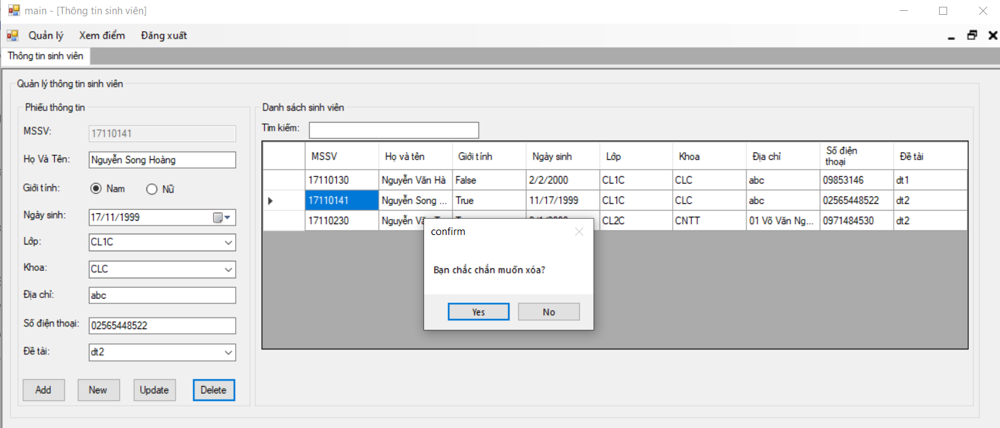 main - [Thông tin sinh viên]
Quản lý Xem điểm Đăng xuất
Thông tin sinh viên
Quản lý thông tin sinh viên
Phiếu thông tin
MSSV: 17110141
Họ Và Tên: Nguyễn Song Hoàng
Giới tính: Nam Nữ
Ngày sinh: 17/11/1999
Lớp: CL1C
Khoa: CLC
Địa chỉ: abc
Số điện thoại: 02565448522
Đề tài: dt2
Add New Update Delete
Danh sách sinh viên
Tìm kiếm:
MSSV Họ và tên Giới tính Ngày sinh Lớp Khoa Địa chỉ Số điện thoại Đề tài
17110130 Nguyễn Văn Hà False 2/2/2000 CL1C CLC abc 09853146 dt1
17110141 Nguyễn Song ... True 11/17/1999 CL1C CLC abc 02565448522 dt2
17110230 Nguyễn CL2C CNTT 01 Võ Văn Ng... 0971484530 dt2
confirm
Bạn chắc chắn muốn xóa?
Yes No